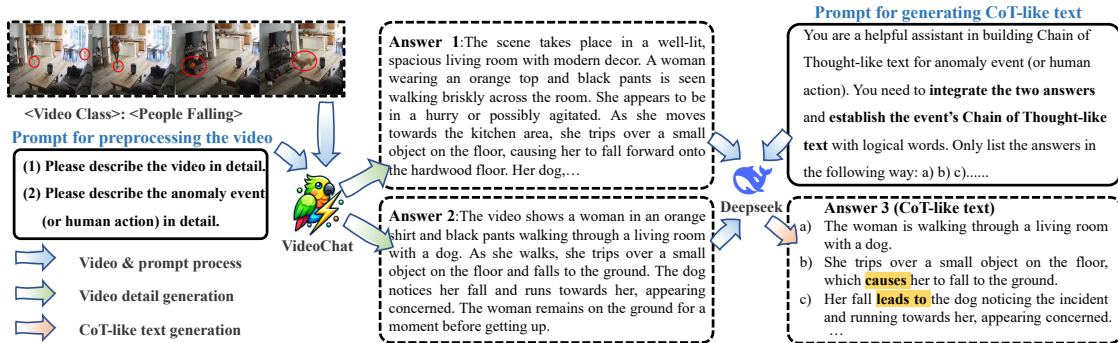 <Video Class>: <People Falling>
Prompt for preprocessing the video
(1) Please describe the video in detail.
(2) Please describe the anomaly event
(or human action) in detail.
Video & prompt process
Video detail generation
CoT-like text generation
VideoChat
Answer 1:The scene takes place in a well-lit,
spacious living room with modern decor. A woman
wearing an orange top and black pants is seen
walking briskly across the room. She appears to be
in a hurry or possibly agitated. As she moves
towards the kitchen area, she trips over a small
object on the floor, causing her to fall forward onto
the hardwood floor. Her dog,…
Answer 2:The video shows a woman in an orange
shirt and black pants walking through a living room
with a dog. As she walks, she trips over a small
object on the floor and falls to the ground. The dog
notices her fall and runs towards her, appearing
concerned. The woman remains on the ground for a
moment before getting up.
Deepseek
Prompt for generating CoT-like text
You are a helpful assistant in building Chain of
Thought-like text for anomaly event (or human
action). You need to integrate the two answers
and establish the event's Chain of Thought-like
text with logical words. Only list the answers in
the following way: a) b) c)......
Answer 3 (CoT-like text)
a) The woman is walking through a living room
with a dog.
b) She trips over a small object on the floor,
which causes her to fall to the ground.
c) Her fall leads to the dog noticing the incident
and running towards her, appearing concerned.
…